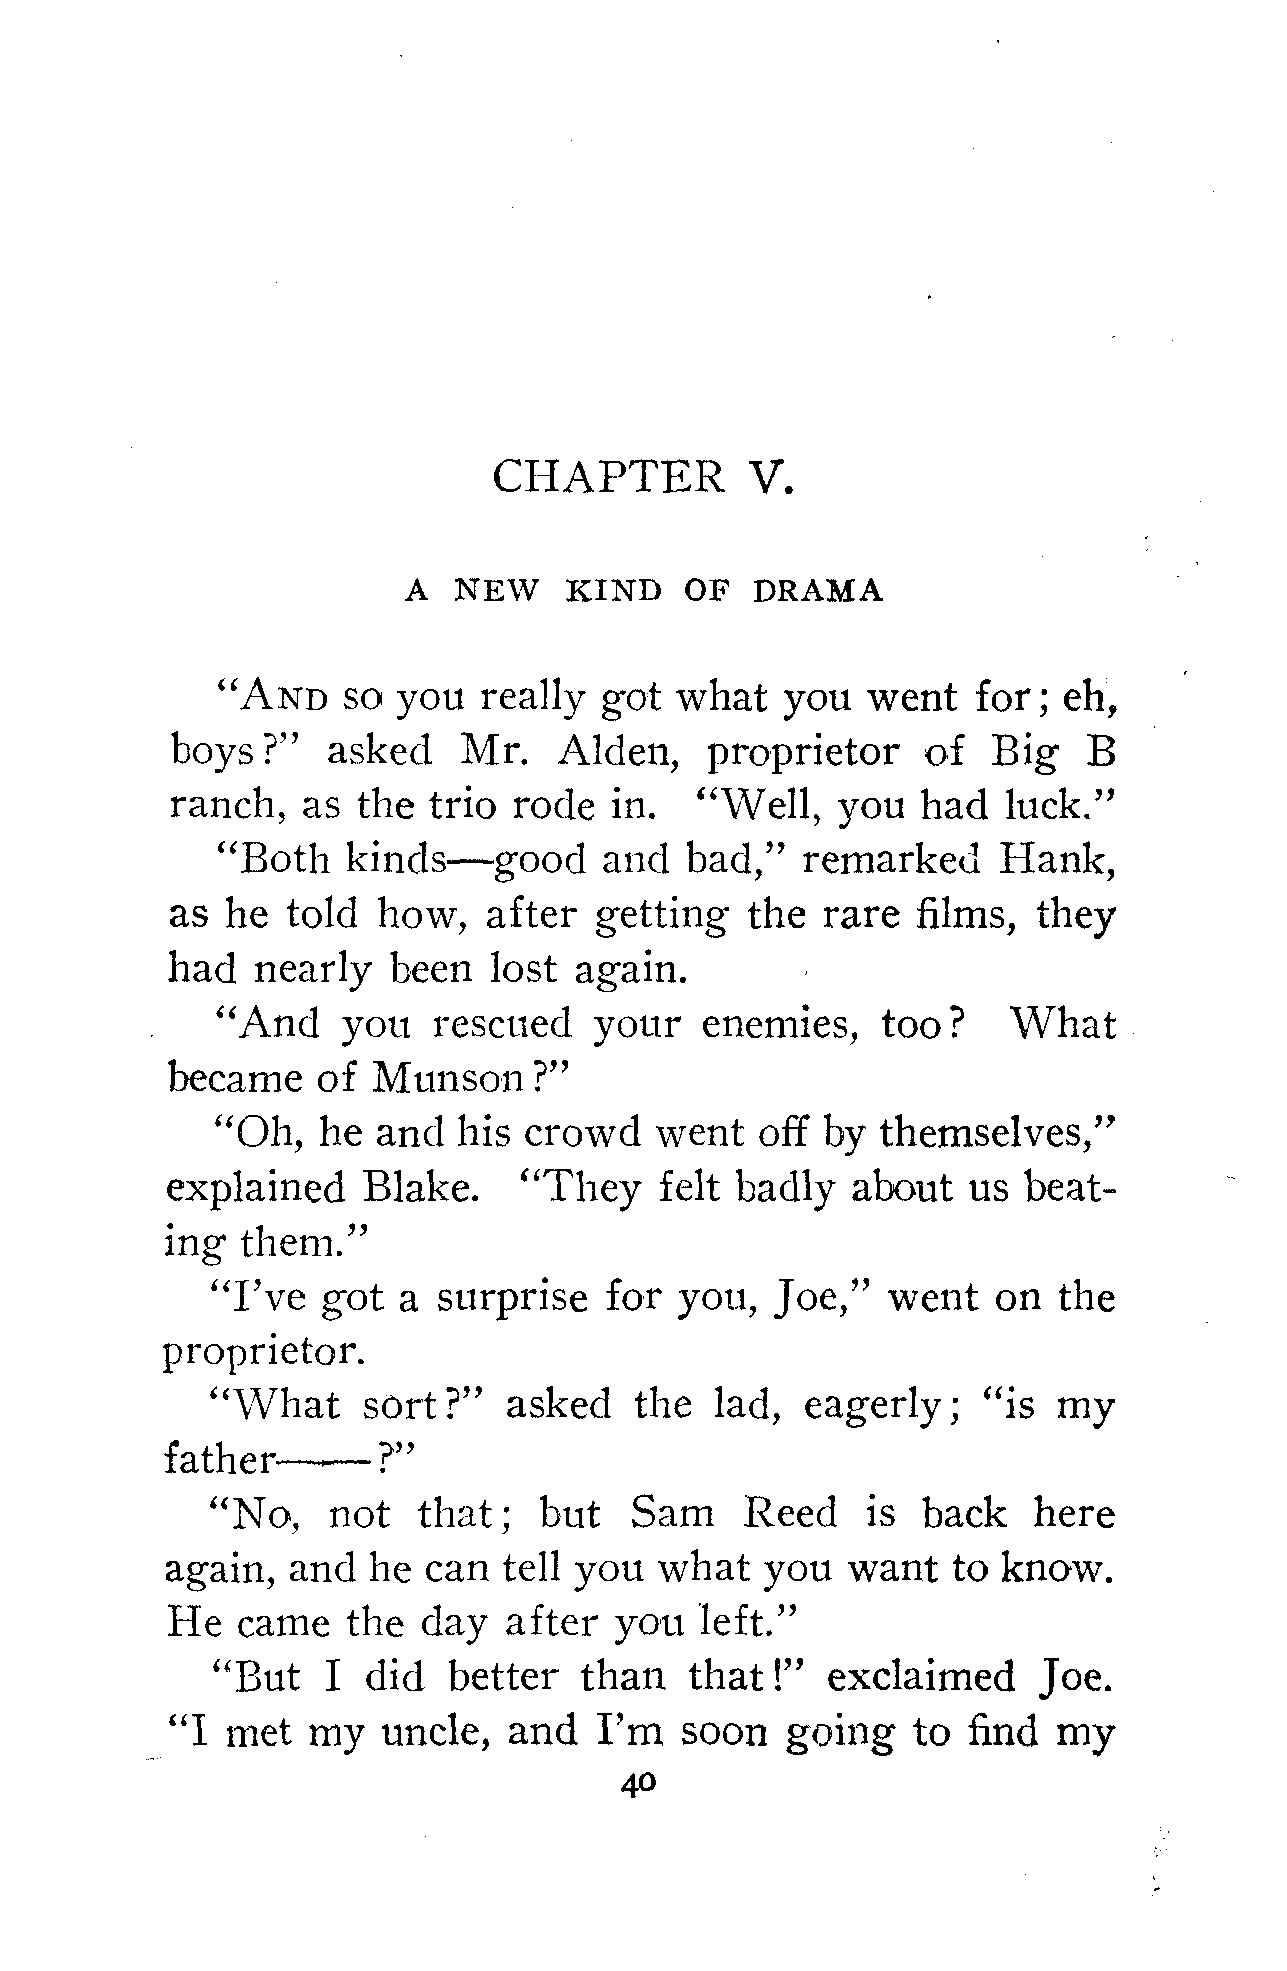 CHAPTER V.
A NEW KIND OF DRAMA
“AND so you really got what you went for; eh,
boys?” asked Mr. Alden, proprietor of Big B
ranch, as the trio rode in. “Well, you had luck.”
“Both kinds—good and bad,” remarked Hank,
as he told how, after getting the rare films, they
had nearly been lost again.
“And you rescued your enemies, too? What
became of Munson?”
“Oh, he and his crowd went off by themselves,”
explained Blake. “They felt badly about us beat-
ing them.”
“I’ve got a surprise for you, Joe,” went on the
proprietor.
“What sort?” asked the lad, eagerly; “is my
father——?”
“No, not that; but Sam Reed is back here
again, and he can tell you what you want to know.
He came the day after you left.”
“But I did better than that!” exclaimed Joe.
“I met my uncle, and I’m soon going to find my
40